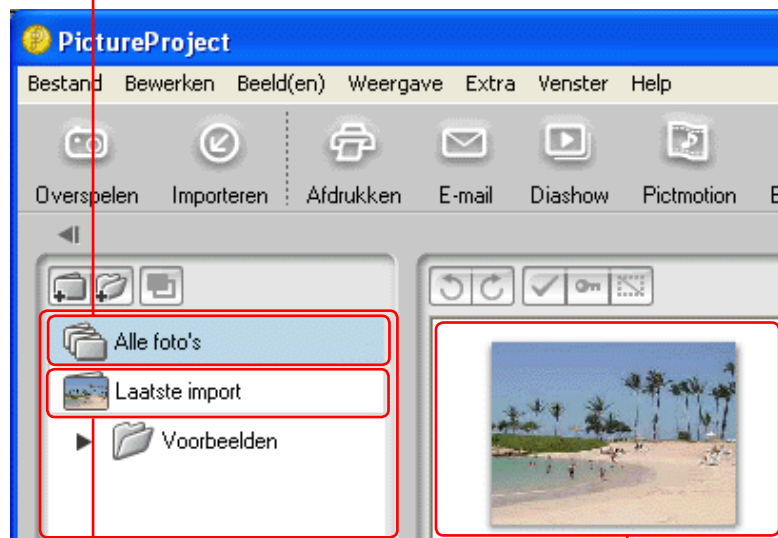 PictureProject
Bestand Bewerken Beeld(en) Weergave Extra Venster Help
Overspelen Importeren Afdrukken E-mail Diashow Pictmotion
Alle foto's
Laatste import
Voorbeelden